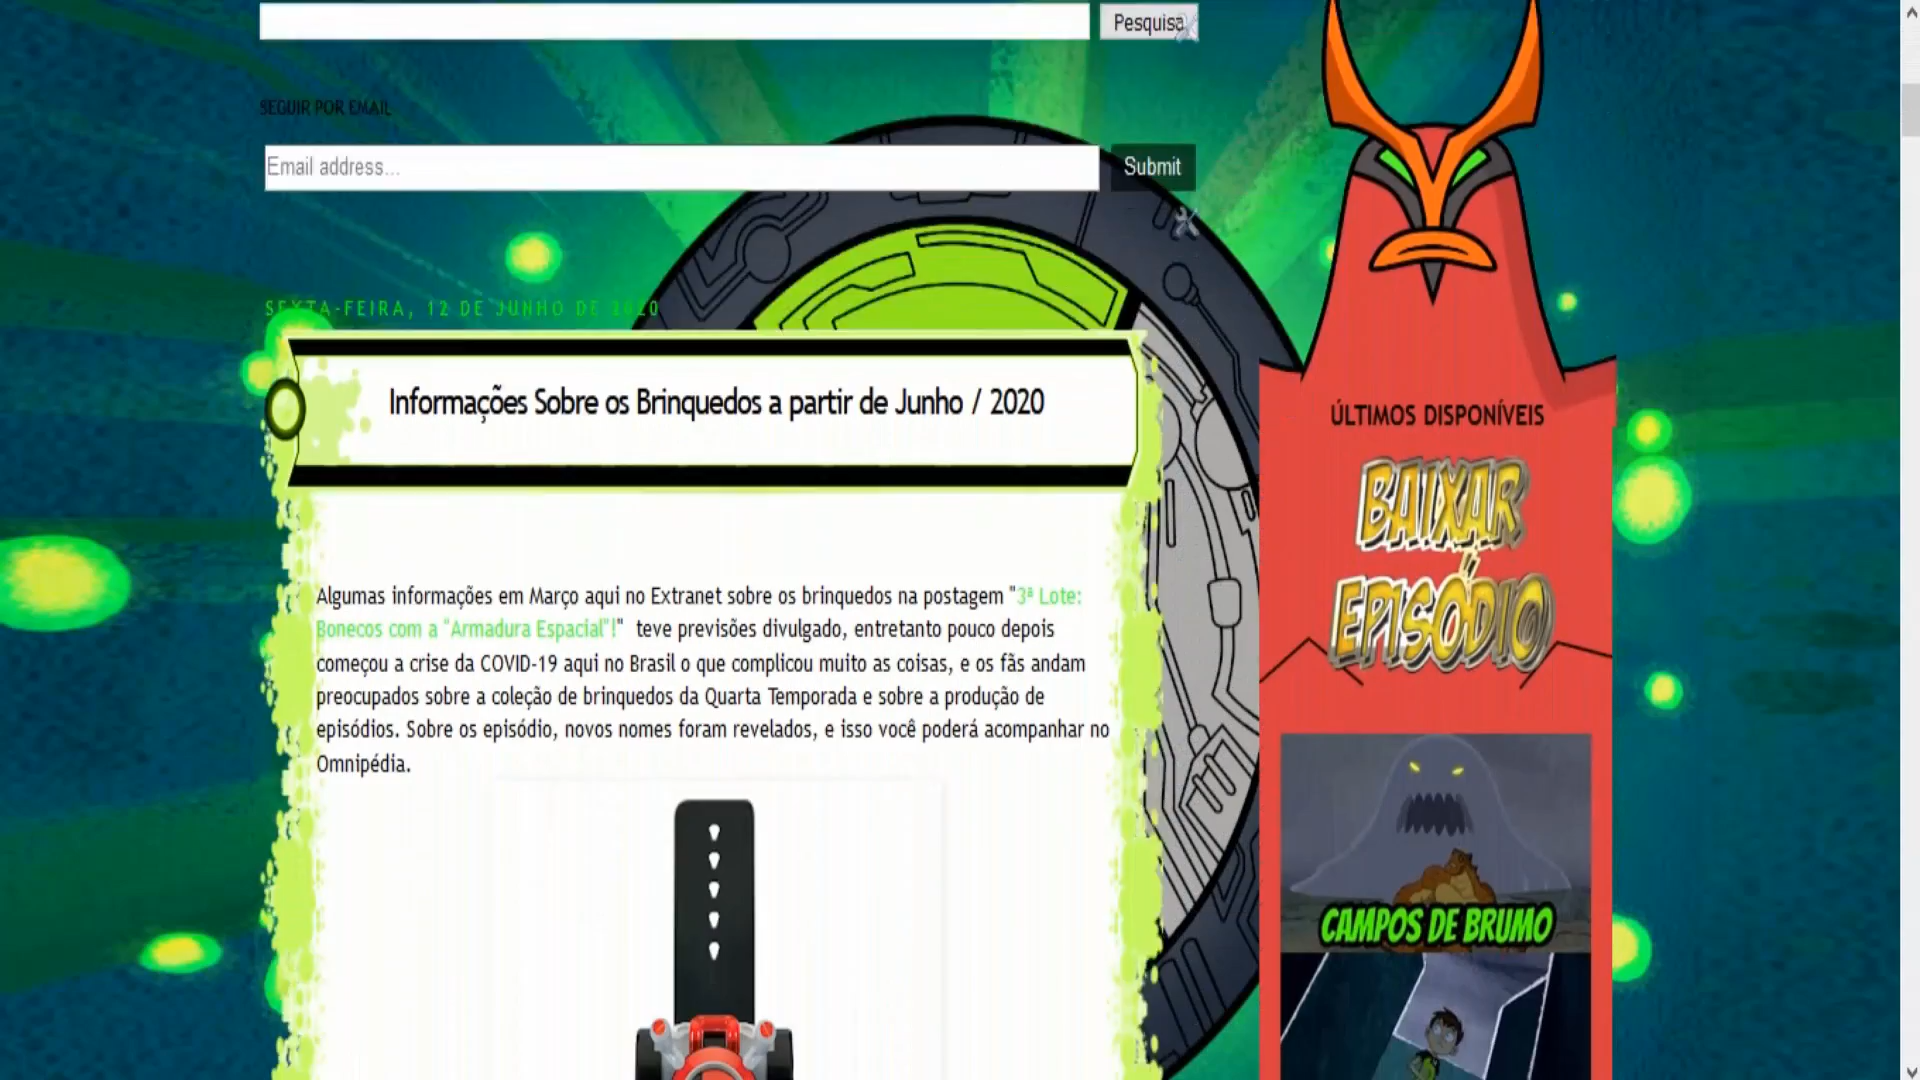 Pesquisa
SEGUIR POR EMAIL
Email address...
Submit
SEXTA-FEIRA, 12 DE JUNHO DE 2020
Informações Sobre os Brinquedos a partir de Junho / 2020
Algumas informações em Março aqui no Extranet sobre os brinquedos na postagem "3ª Lote:
Bonecos com a "Armadura Espacial"!" teve previsões divulgado, entretanto pouco depois
começou a crise da COVID-19 aqui no Brasil o que complicou muito as coisas, e os fãs andam
preocupados sobre a coleção de brinquedos da Quarta Temporada e sobre a produção de
episódios. Sobre os episódio, novos nomes foram revelados, e isso você poderá acompanhar no
Omnipédia.
ÚLTIMOS DISPONÍVEIS
BAIXAR
EPISÓDIO
CAMPOS DE BRUMO